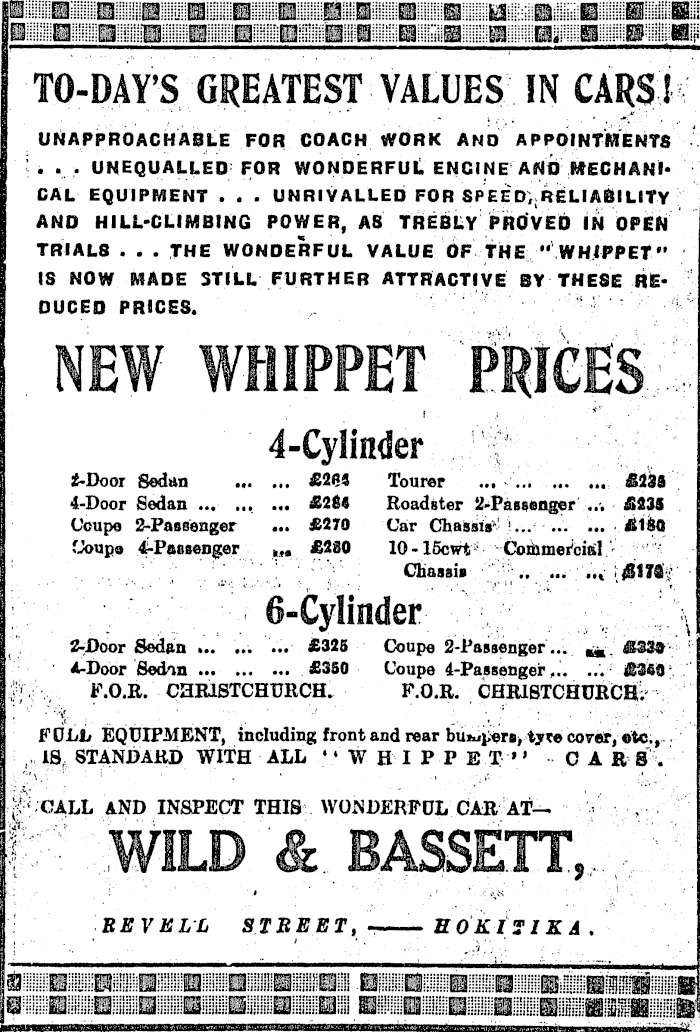 TO-DAY'S GREATEST VALUES IN CARS!
UNAPPROACHABLE FOR COACH WORK AND APPOINTMENTS
. . . UNEQUALLED FOR WONDERFUL ENGINE AND MECHANI-
CAL EQUIPMENT . . . UNRIVALLED FOR SPEED, RELIABILITY
AND HILL-CLIMBING POWER, AS TREBLY PROVED IN OPEN
TRIALS . . . THE WONDERFUL VALUE OF THE "WHIPPET"
IS NOW MADE STILL FURTHER ATTRACTIVE BY THESE RE-
DUCED PRICES.
NEW WHIPPET PRICES
4-Cylinder
2-Door Sedan ... ...
4-Door Sedan ... ... ... £284
Coupe 2-Passenger ... £270
Coupe 4-Passenger ... £280
Tourer ... ... ... ... £235
Roadster 2-Passenger ... £235
Car Chassis ... ... ... £180
10-15cwt Commercial
Chassis .. ... ...
6-Cylinder
2-Door Sedan ... ... ... £325
4-Door Sedan ... ... ... £350
F.O.R. CHRISTCHURCH.
Coupe 2-Passenger ... ...
Coupe 4-Passenger ... ...
F.O.R. CHRISTCHURCH.
FULL EQUIPMENT, including front and rear bumpers, tyre cover, etc.,
IS STANDARD WITH ALL "WHIPPET" CARS.
CALL AND INSPECT THIS WONDERFUL CAR AT—
WILD & BASSETT,
REVELL STREET, —— HOKITIKA.